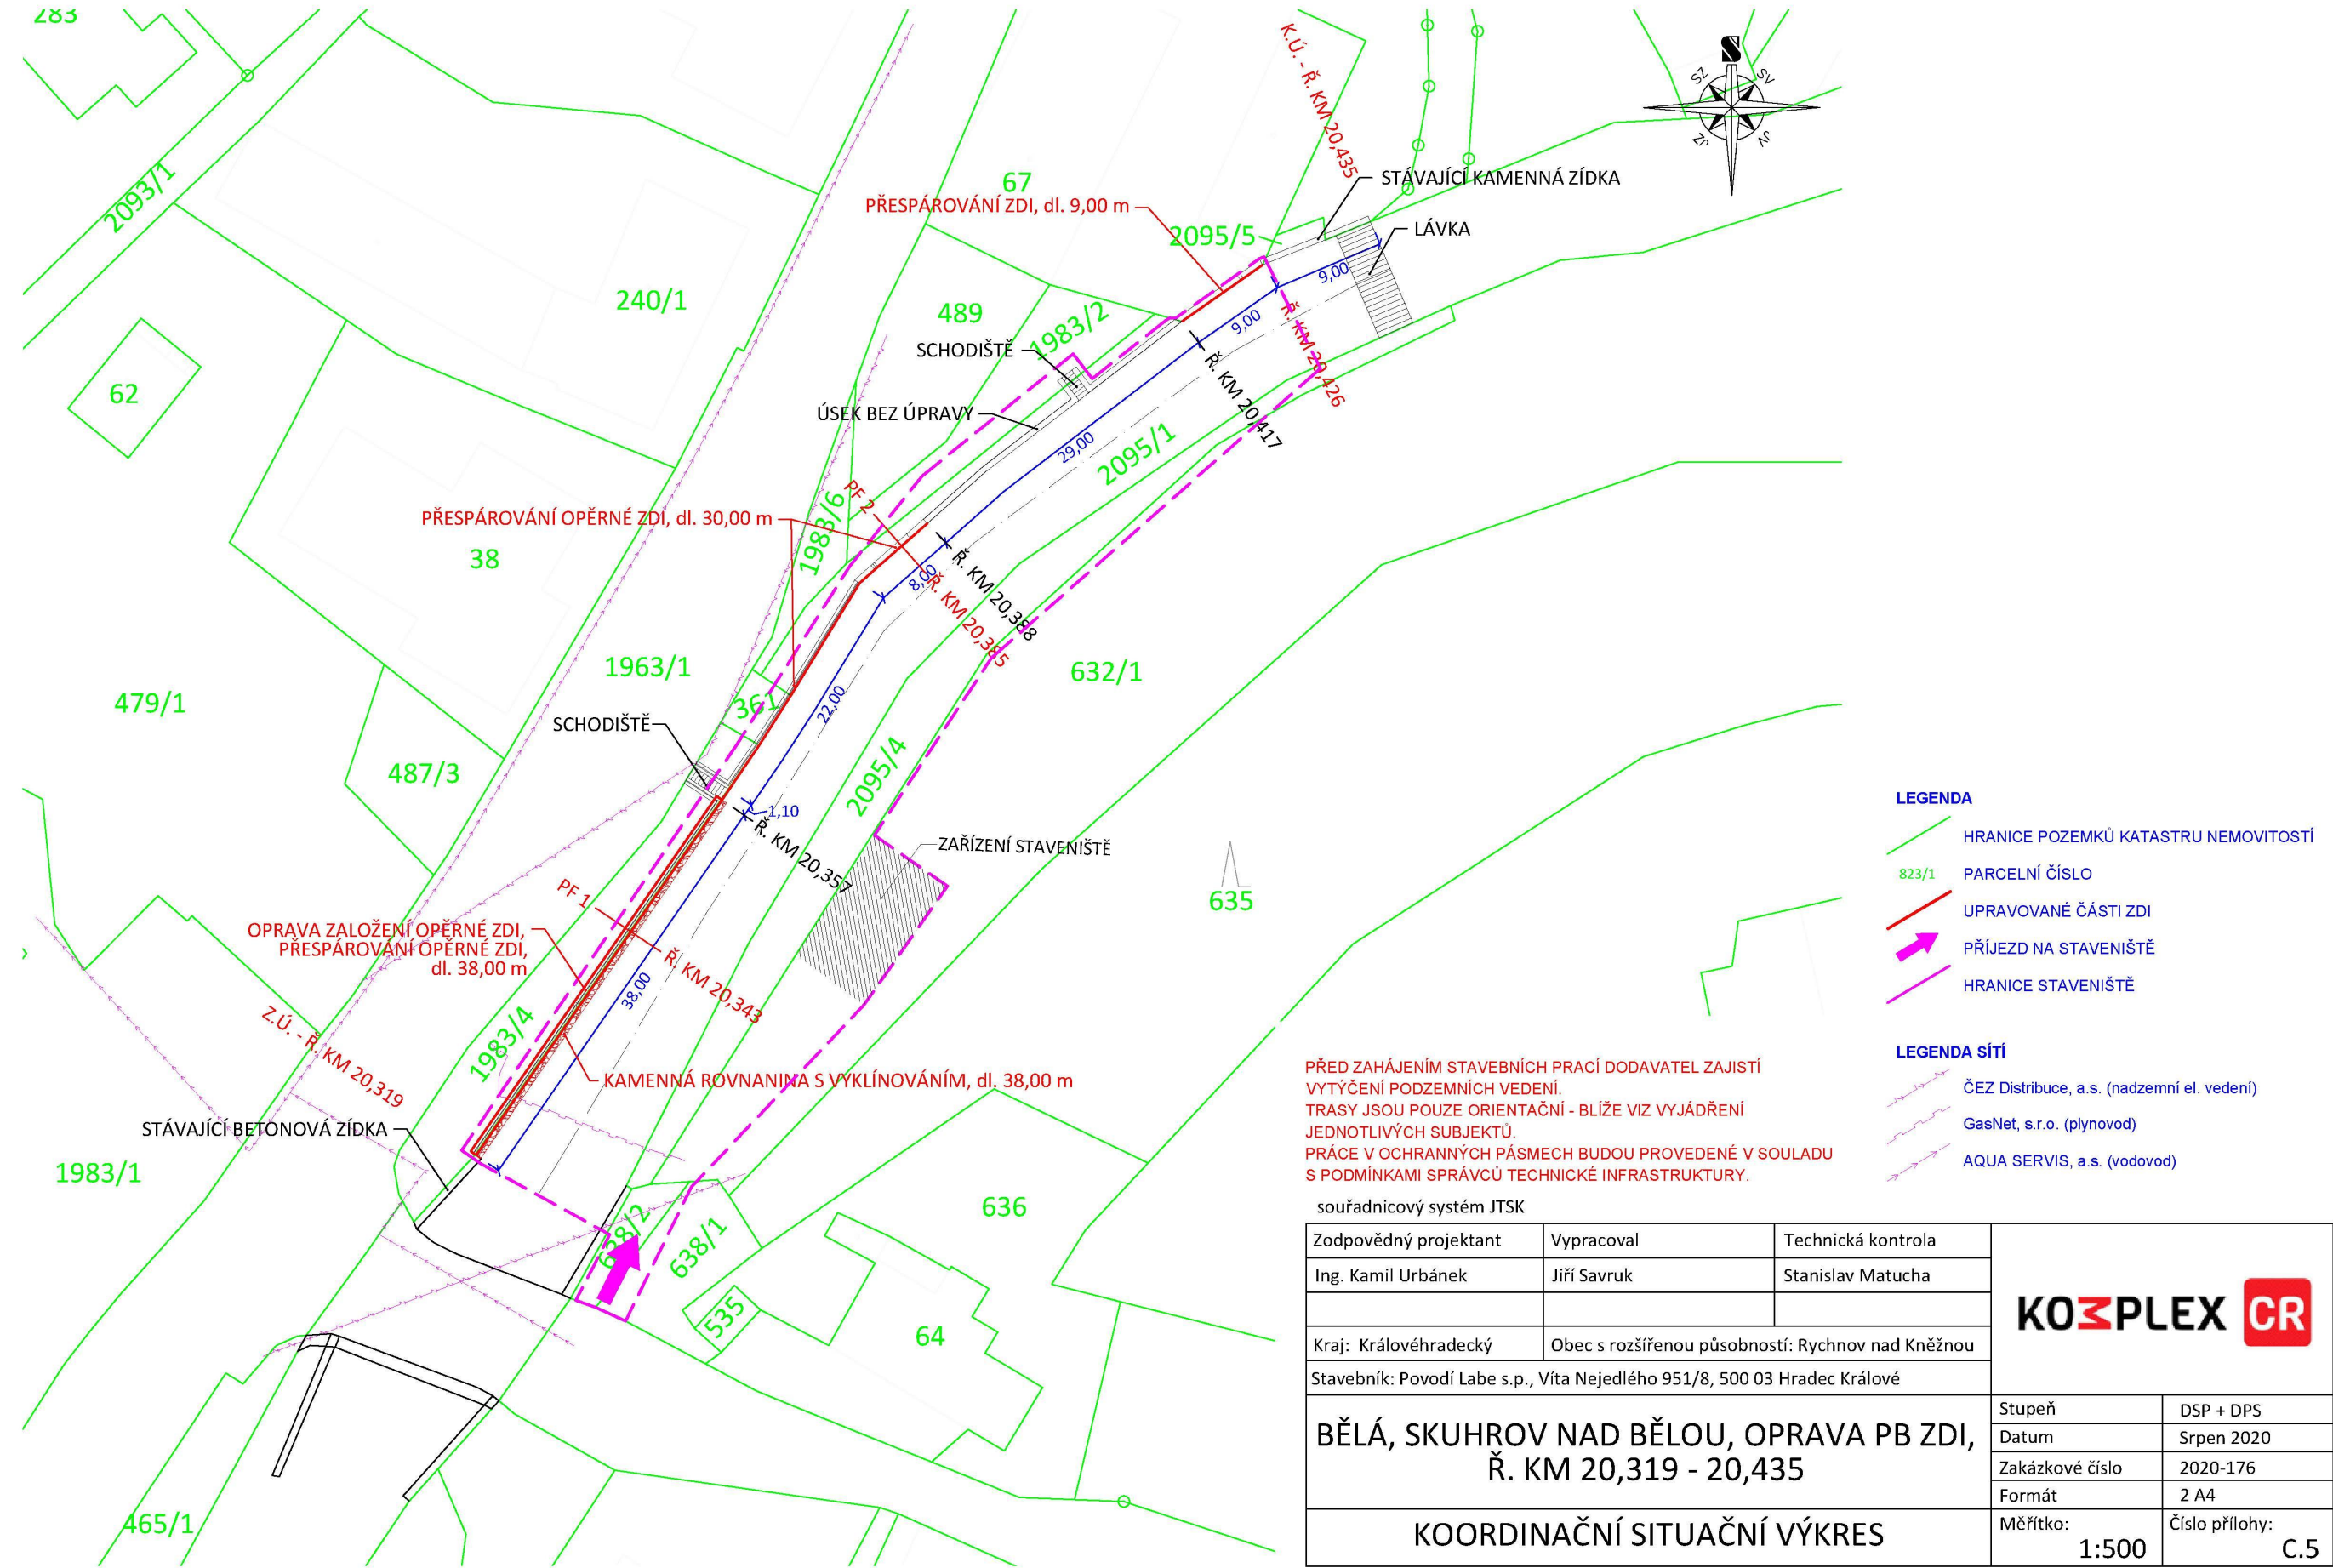 283
2093/1
67
K.Ú. - Ř. KM 20,435
S
SZ
SV
JZ
JV
STÁVAJÍCÍ KAMENNÁ ZÍDKA
PŘESPÁROVÁNÍ ZDI, dl. 9,00 m
2095/5
LÁVKA
9,00
240/1
489
1983/2
9,00
Ř. KM 20,426
SCHODIŠTĚ
62
Ř. KM 20,417
ÚSEK BEZ ÚPRAVY
29,00
2095/1
PF 2
PŘESPÁROVÁNÍ OPĚRNÉ ZDI, dl. 30,00 m
1983/6
38
8,00
Ř. KM 20,388
Ř. KM 20,385
1963/1
632/1
479/1
361
22,00
SCHODIŠTĚ
487/3
2095/4
1,10
Ř. KM 20,357
ZAŘÍZENÍ STAVENIŠTĚ
635
PF 1
OPRAVA ZALOŽENÍ OPĚRNÉ ZDI,
PŘESPÁROVÁNÍ OPĚRNÉ ZDI,
dl. 38,00 m
Ř. KM 20,343
38,00
Z.Ú. - Ř. KM 20,319
1983/4
KAMENNÁ ROVNANINA S VYKLÍNOVÁNÍM, dl. 38,00 m
STÁVAJÍCÍ BETONOVÁ ZÍDKA
1983/1
638/2
638/1
636
535
64
465/1
LEGENDA
HRANICE POZEMKŮ KATASTRU NEMOVITOSTÍ
823/1 PARCELNÍ ČÍSLO
UPRAVOVANÉ ČÁSTI ZDI
PŘÍJEZD NA STAVENIŠTĚ
HRANICE STAVENIŠTĚ
LEGENDA SÍTÍ
ČEZ Distribuce, a.s. (nadzemní el. vedení)
GasNet, s.r.o. (plynovod)
AQUA SERVIS, a.s. (vodovod)
PŘED ZAHÁJENÍM STAVEBNÍCH PRACÍ DODAVATEL ZAJISTÍ
VYTÝČENÍ PODZEMNÍCH VEDENÍ.
TRASY JSOU POUZE ORIENTAČNÍ - BLÍŽE VIZ VYJÁDŘENÍ
JEDNOTLIVÝCH SUBJEKTŮ.
PRÁCE V OCHRANNÝCH PÁSMECH BUDOU PROVEDENÉ V SOULADU
S PODMÍNKAMI SPRÁVCŮ TECHNICKÉ INFRASTRUKTURY.
souřadnicový systém JTSK
Zodpovědný projektant Vypracoval Technická kontrola
Ing. Kamil Urbánek Jiří Savruk Stanislav Matucha
KOMPLEX CR
Kraj: Královéhradecký Obec s rozšířenou působností: Rychnov nad Kněžnou
Stavebník: Povodí Labe s.p., Víta Nejedlého 951/8, 500 03 Hradec Králové
BĚLÁ, SKUHROV NAD BĚLOU, OPRAVA PB ZDI,
Ř. KM 20,319 - 20,435
Stupeň DSP + DPS
Datum Srpen 2020
Zakázkové číslo 2020-176
Formát 2 A4
KOORDINAČNÍ SITUAČNÍ VÝKRES
Měřítko: 1:500
Číslo přílohy: C.5